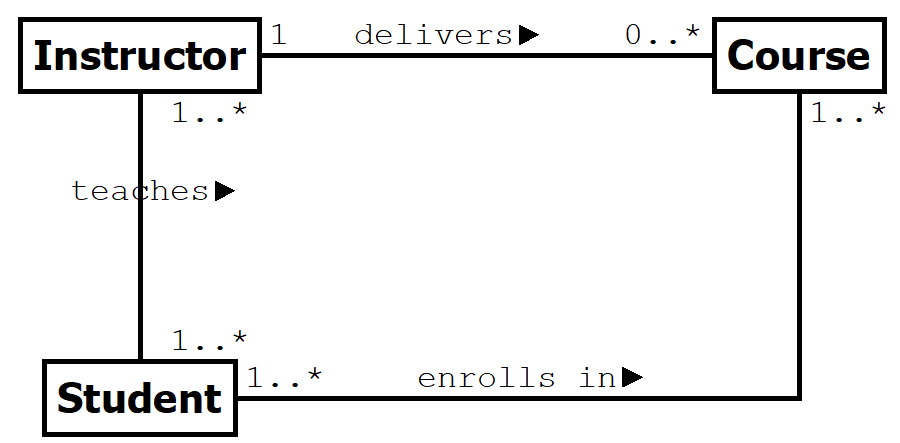 Instructor
1 delivers▶ 0..*
Course
1..*
1..*
teaches▶
1..*
Student
1..* enrolls in▶